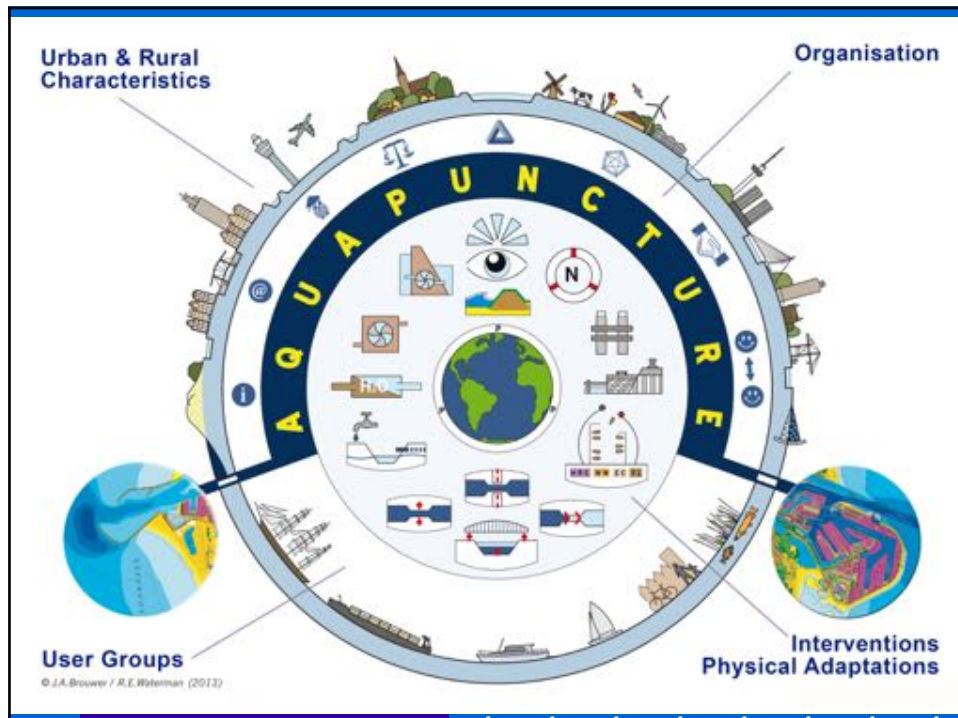 Urban & Rural
Characteristics
Organisation
AQUAPUNCTURE
@
i
N
H2O
P
P
P
User Groups
Interventions
Physical Adaptations
© J.A.Brouwer / R.E.Waterman (2013)